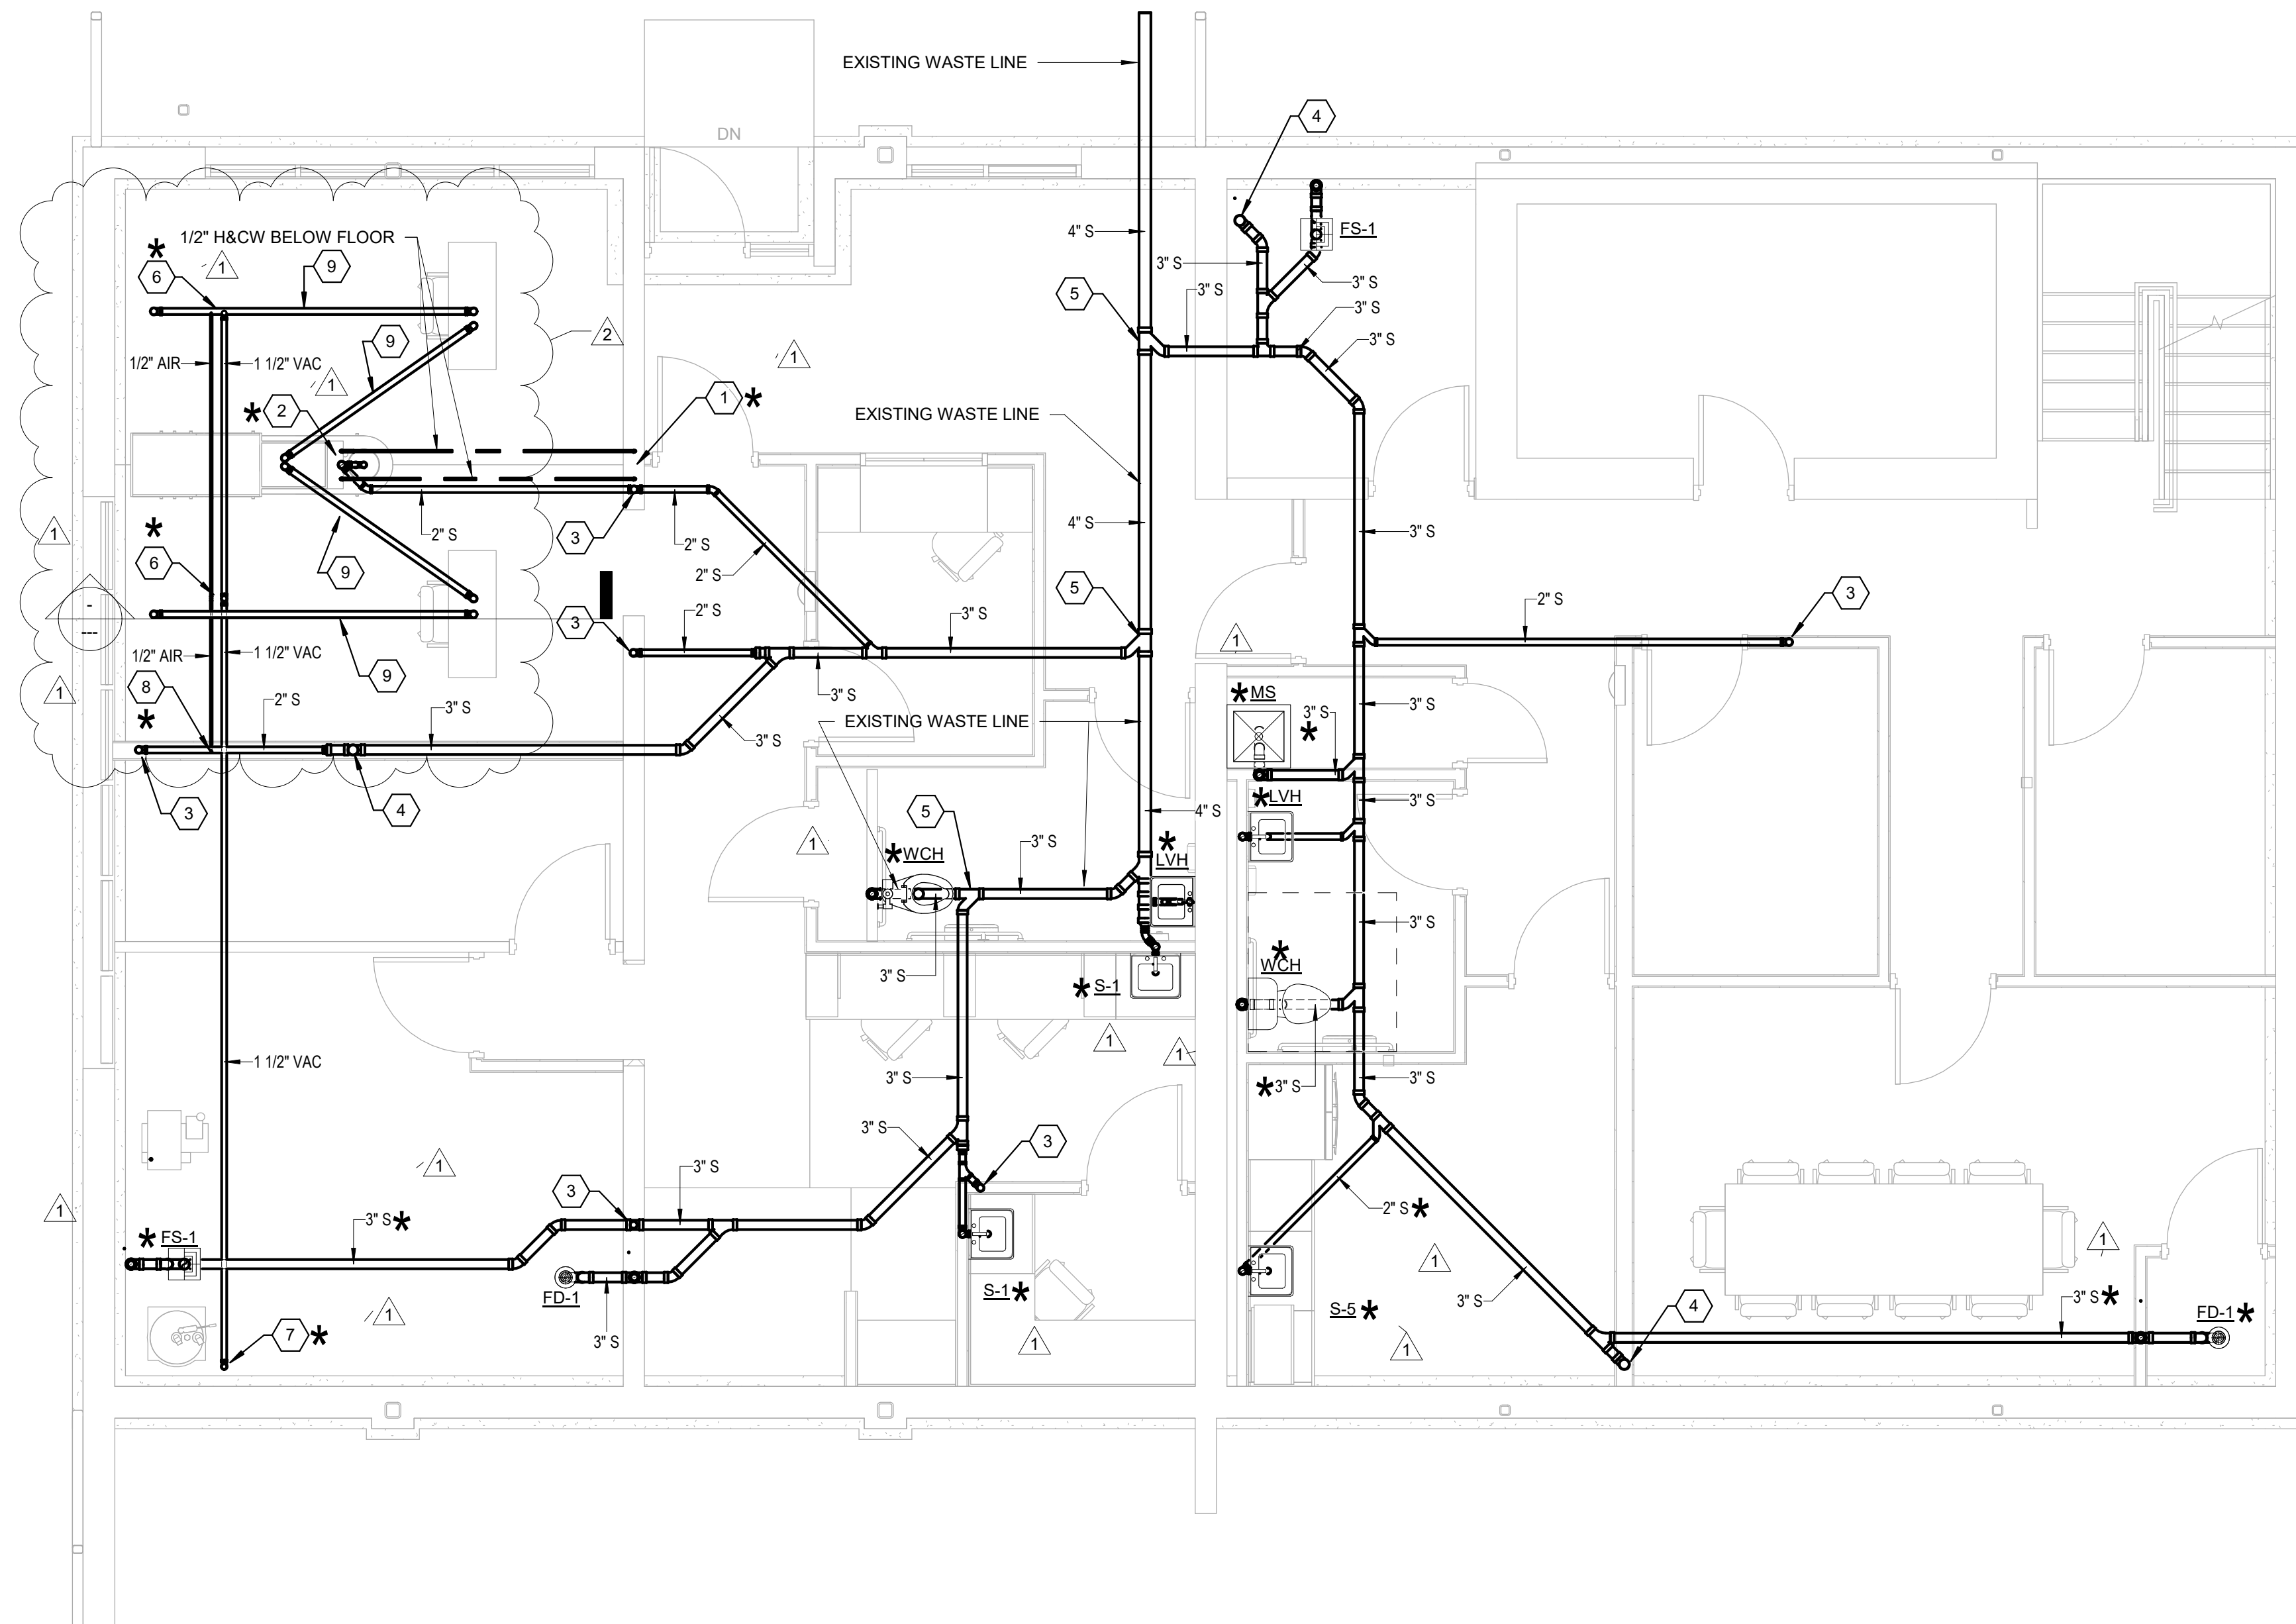 EXISTING WASTE LINE
4
DN
4" S
FS-1
1/2" H&CW BELOW FLOOR
*
6
1
9
3" S
3" S
5
3" S
3" S
2
1
3" S
9
1/2" AIR
1 1/2" VAC
1
* 2
1 *
EXISTING WASTE LINE
4" S
1
*
2" S
3
2" S
3" S
6
9
2" S
5
3
2" S
3" S
2" S
3
-
---
3
1
1/2" AIR
1 1/2" VAC
9
1
8
*
2" S
3" S
3" S
3" S
EXISTING WASTE LINE
* MS
3" S
*
3" S
3" S
3
4
5
4" S
* LVH
3" S
1
* WCH
3" S
*
LVH
3" S
3" S
* S-1
*
WCH
1
1
1 1/2" VAC
3" S
* 3" S
3" S
3" S
3
1
3" S
3
1
3" S *
2" S *
* FS-1
1
1
FD-1
S-1 *
3" S
S-5 *
3" S *
FD-1 *
4
1
7 *
3" S
1
1